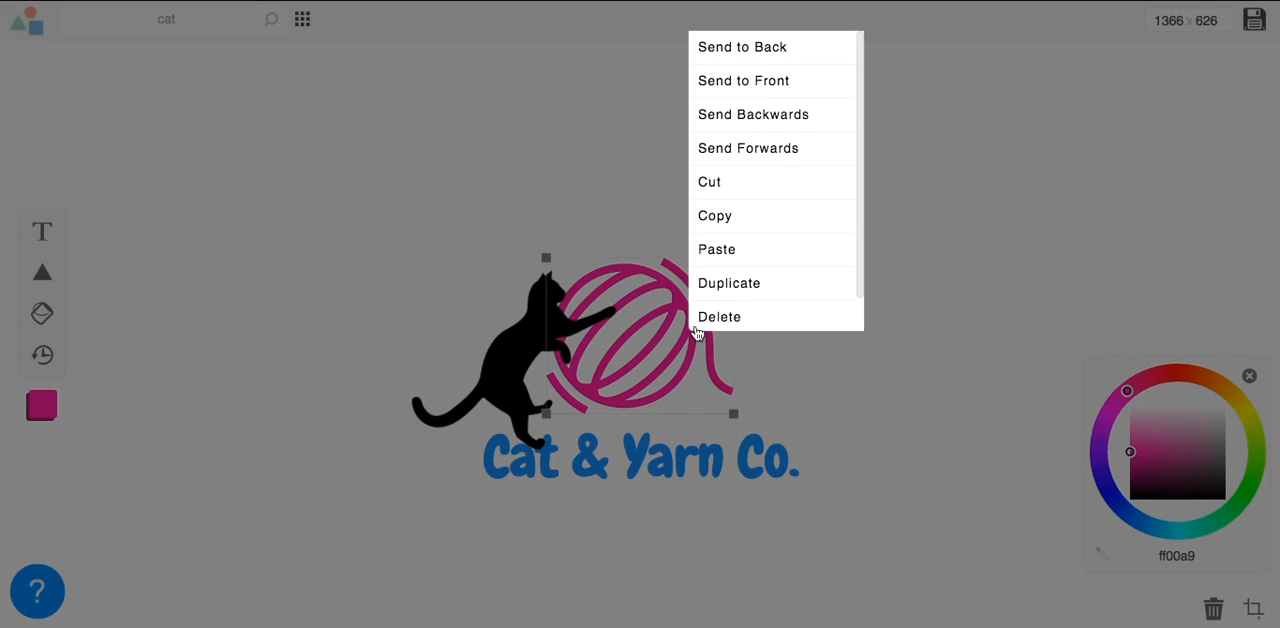 cat
1366 x 626
Send to Back
Send to Front
Send Backwards
Send Forwards
Cut
Copy
Paste
Duplicate
Delete
T
Cat & Yarn Co.
ff00a9
?